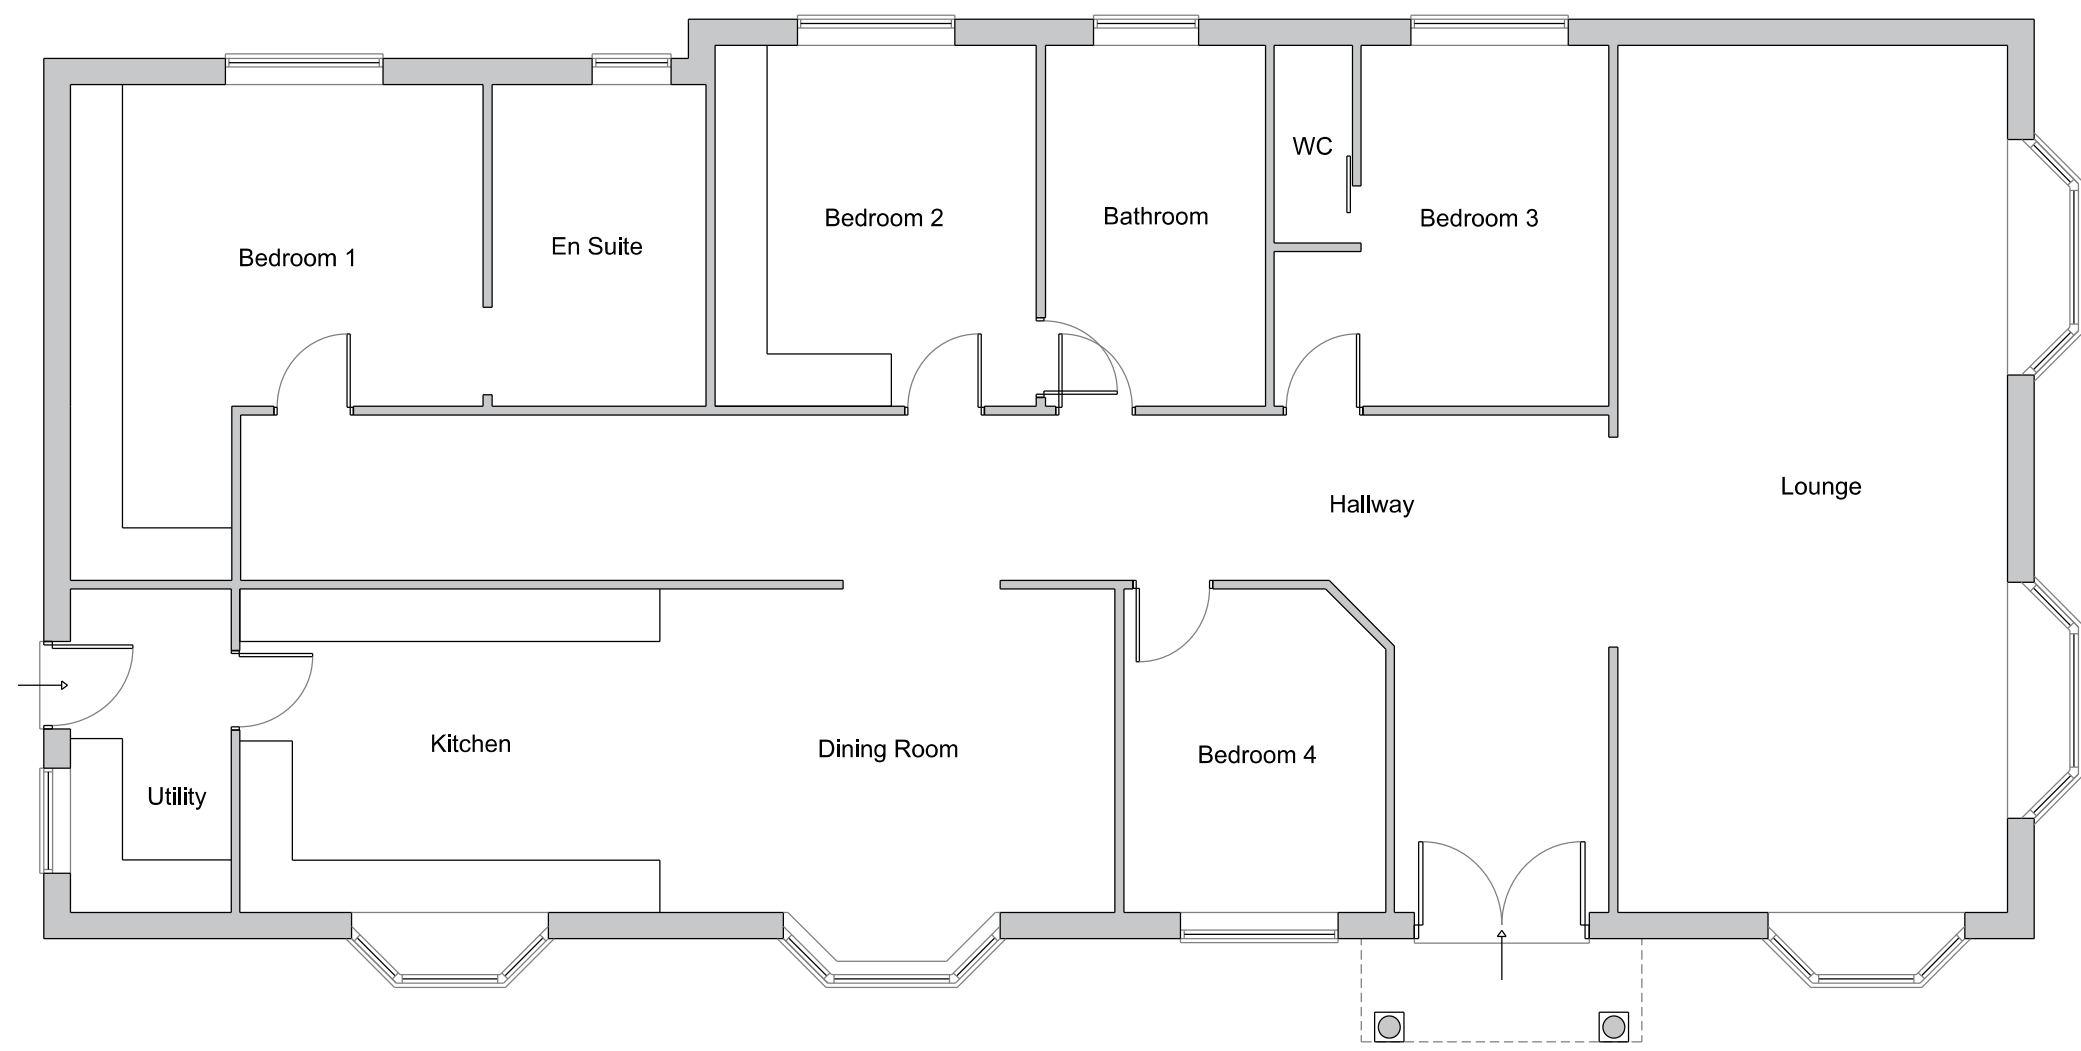 WC
Bedroom 2
Bathroom
Bedroom 3
En Suite
Bedroom 1
Lounge
Hallway
Kitchen
Dining Room
Bedroom 4
Utility